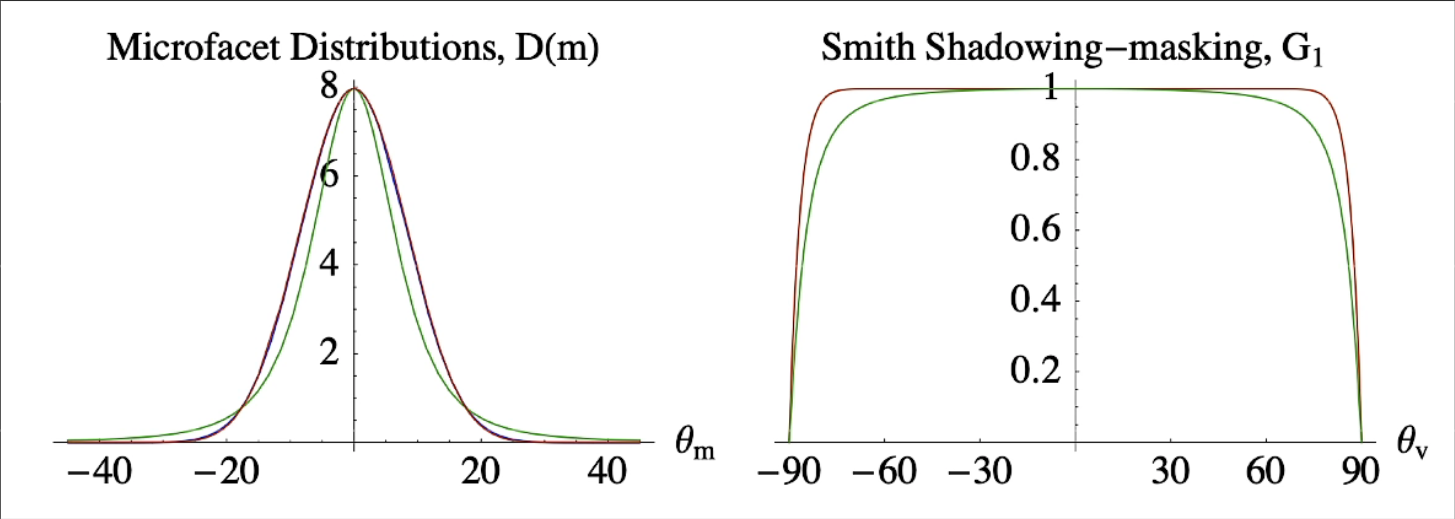 Microfacet Distributions, D(m)
8
6
4
2
−40 −20 20 40 θm
Smith Shadowing−masking, G1
1
0.8
0.6
0.4
0.2
−90 −60 −30 30 60 90 θv